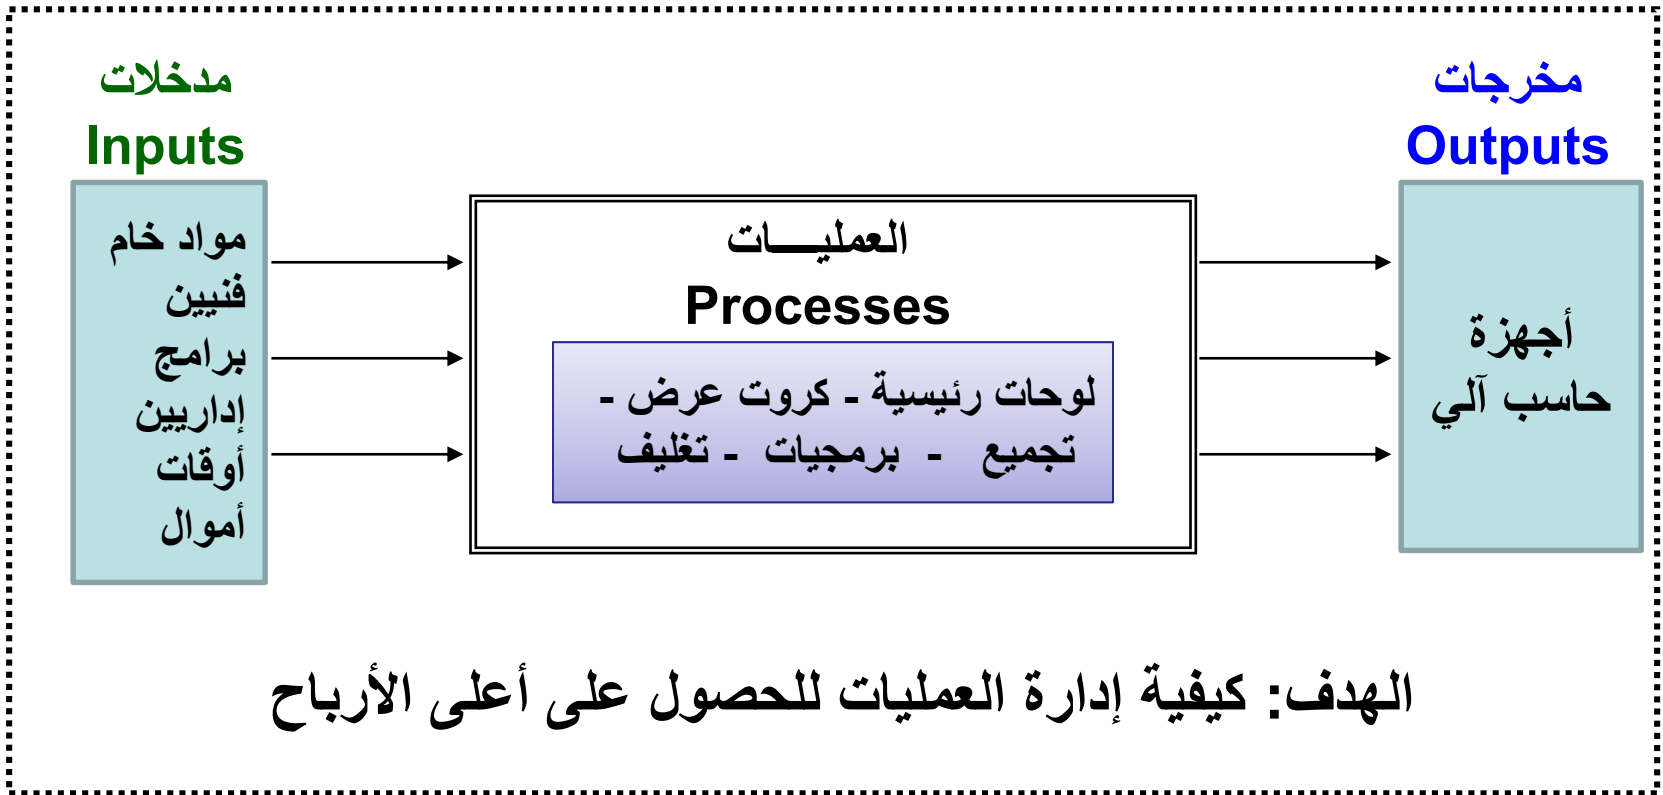 مدخلات
Inputs
مواد خام
فنيين
برامج
إداريين
أوقات
أموال
العمليـــات
Processes
لوحات رئيسية - كروت عرض -
تجميع - برمجيات - تغليف
مخرجات
Outputs
أجهزة
حاسب آلي
الهدف: كيفية إدارة العمليات للحصول على أعلى الأرباح